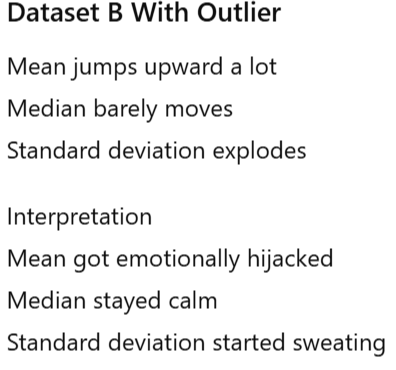 Dataset B With Outlier
Mean jumps upward a lot
Median barely moves
Standard deviation explodes
Interpretation
Mean got emotionally hijacked
Median stayed calm
Standard deviation started sweating